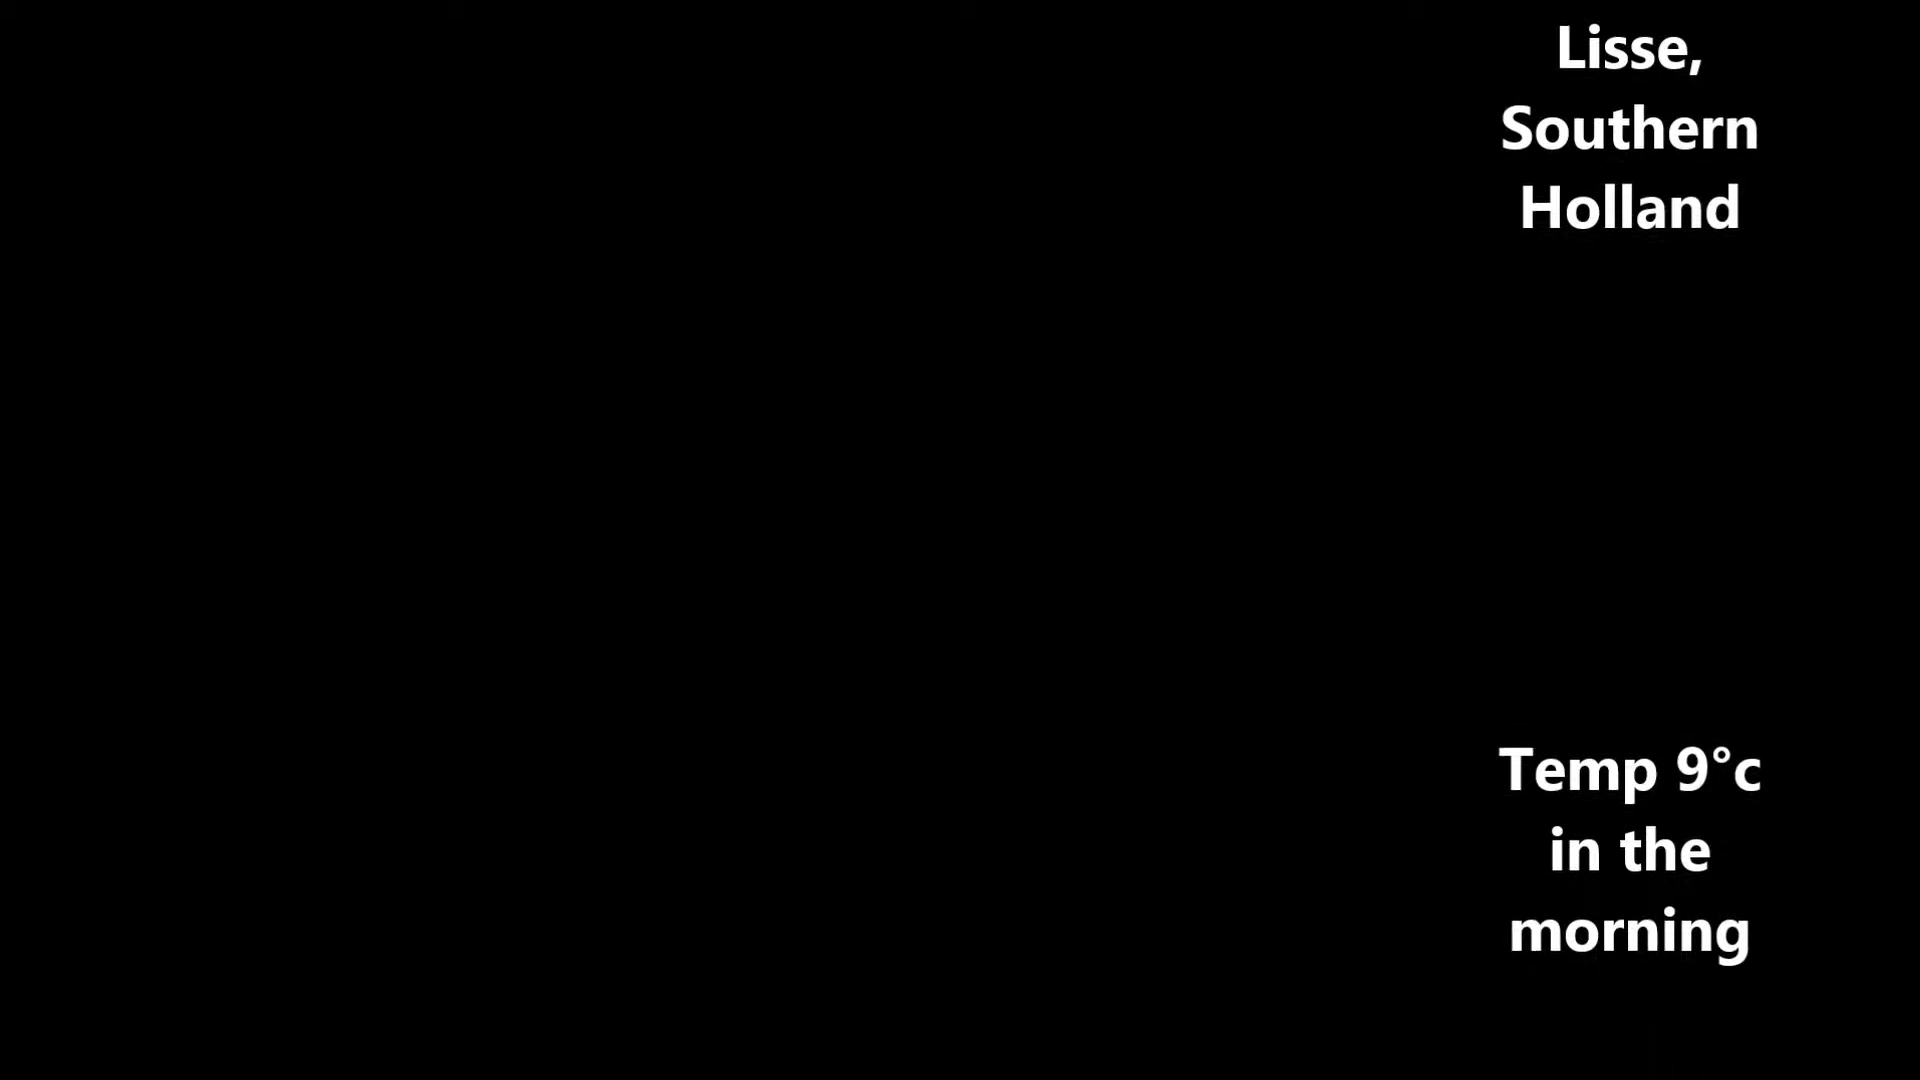 Lisse,
Southern
Holland
Temp 9°c
in the
morning